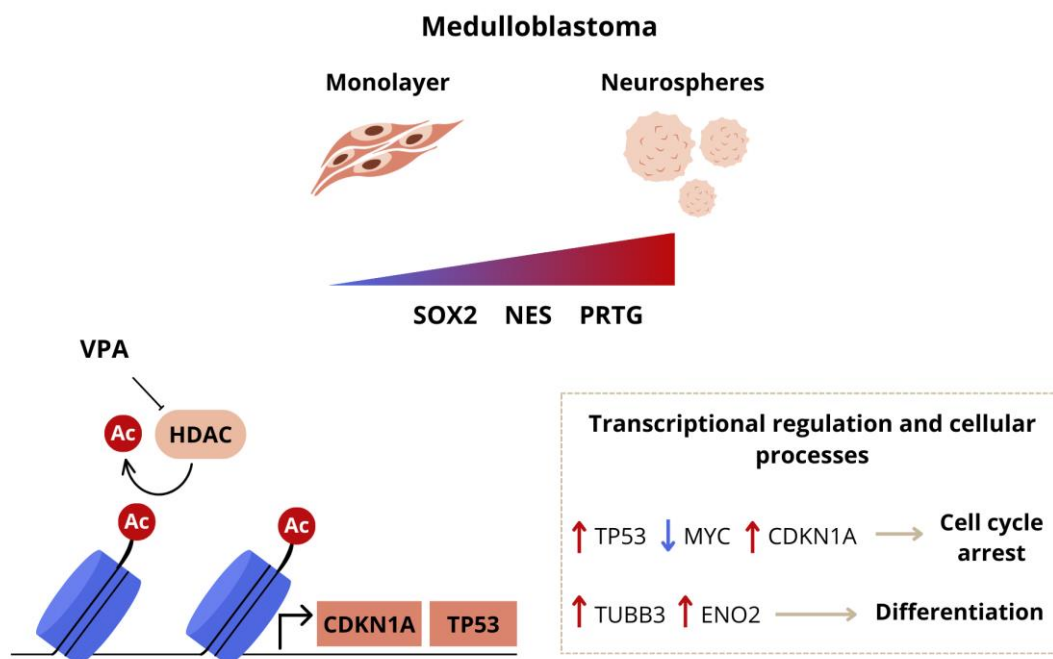 Medulloblastoma
Monolayer
Neurospheres
SOX2 NES PRTG
VPA
Ac HDAC
Ac
Ac
CDKN1A TP53
Transcriptional regulation and cellular
processes
↑ TP53 ↓ MYC ↑ CDKN1A → Cell cycle
arrest
↑ TUBB3 ↑ ENO2 → Differentiation